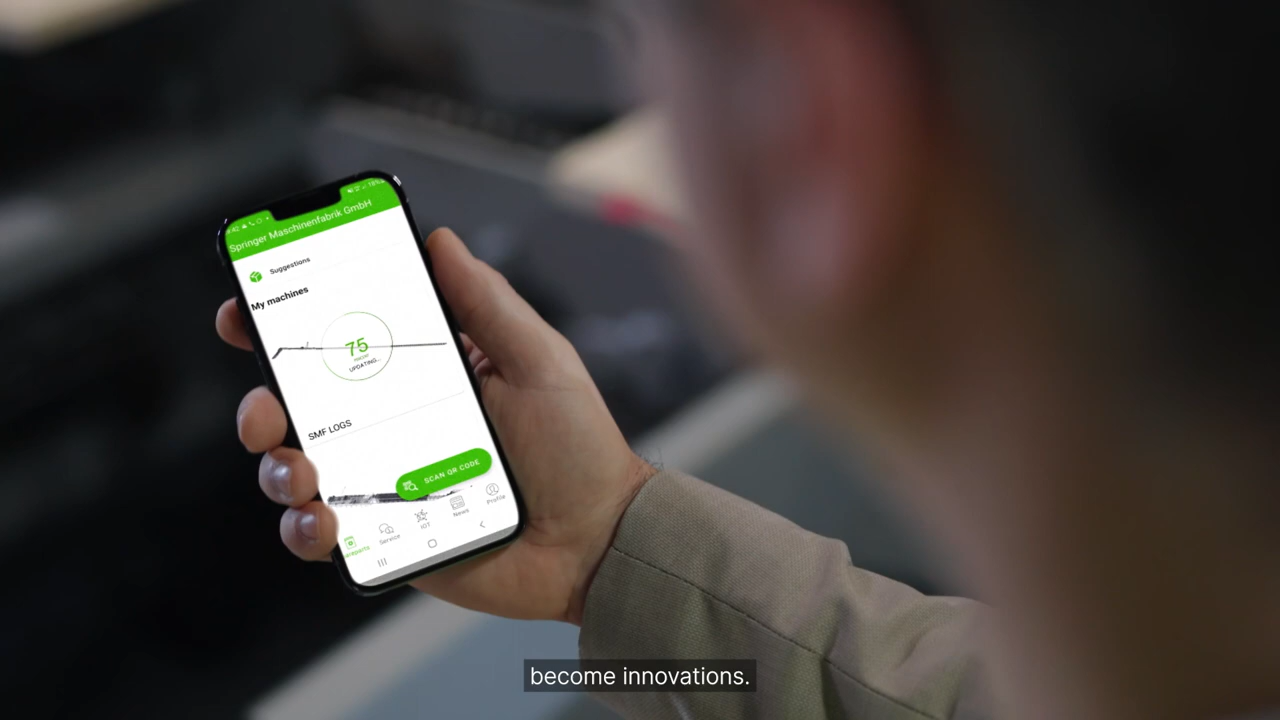 16%
Springer Maschinenfabrik GmbH
Suggestions
My machines
75
UPDATING...
SMF LOGS
SCAN QR CODE
Service
IOT
News
Profile
become innovations.